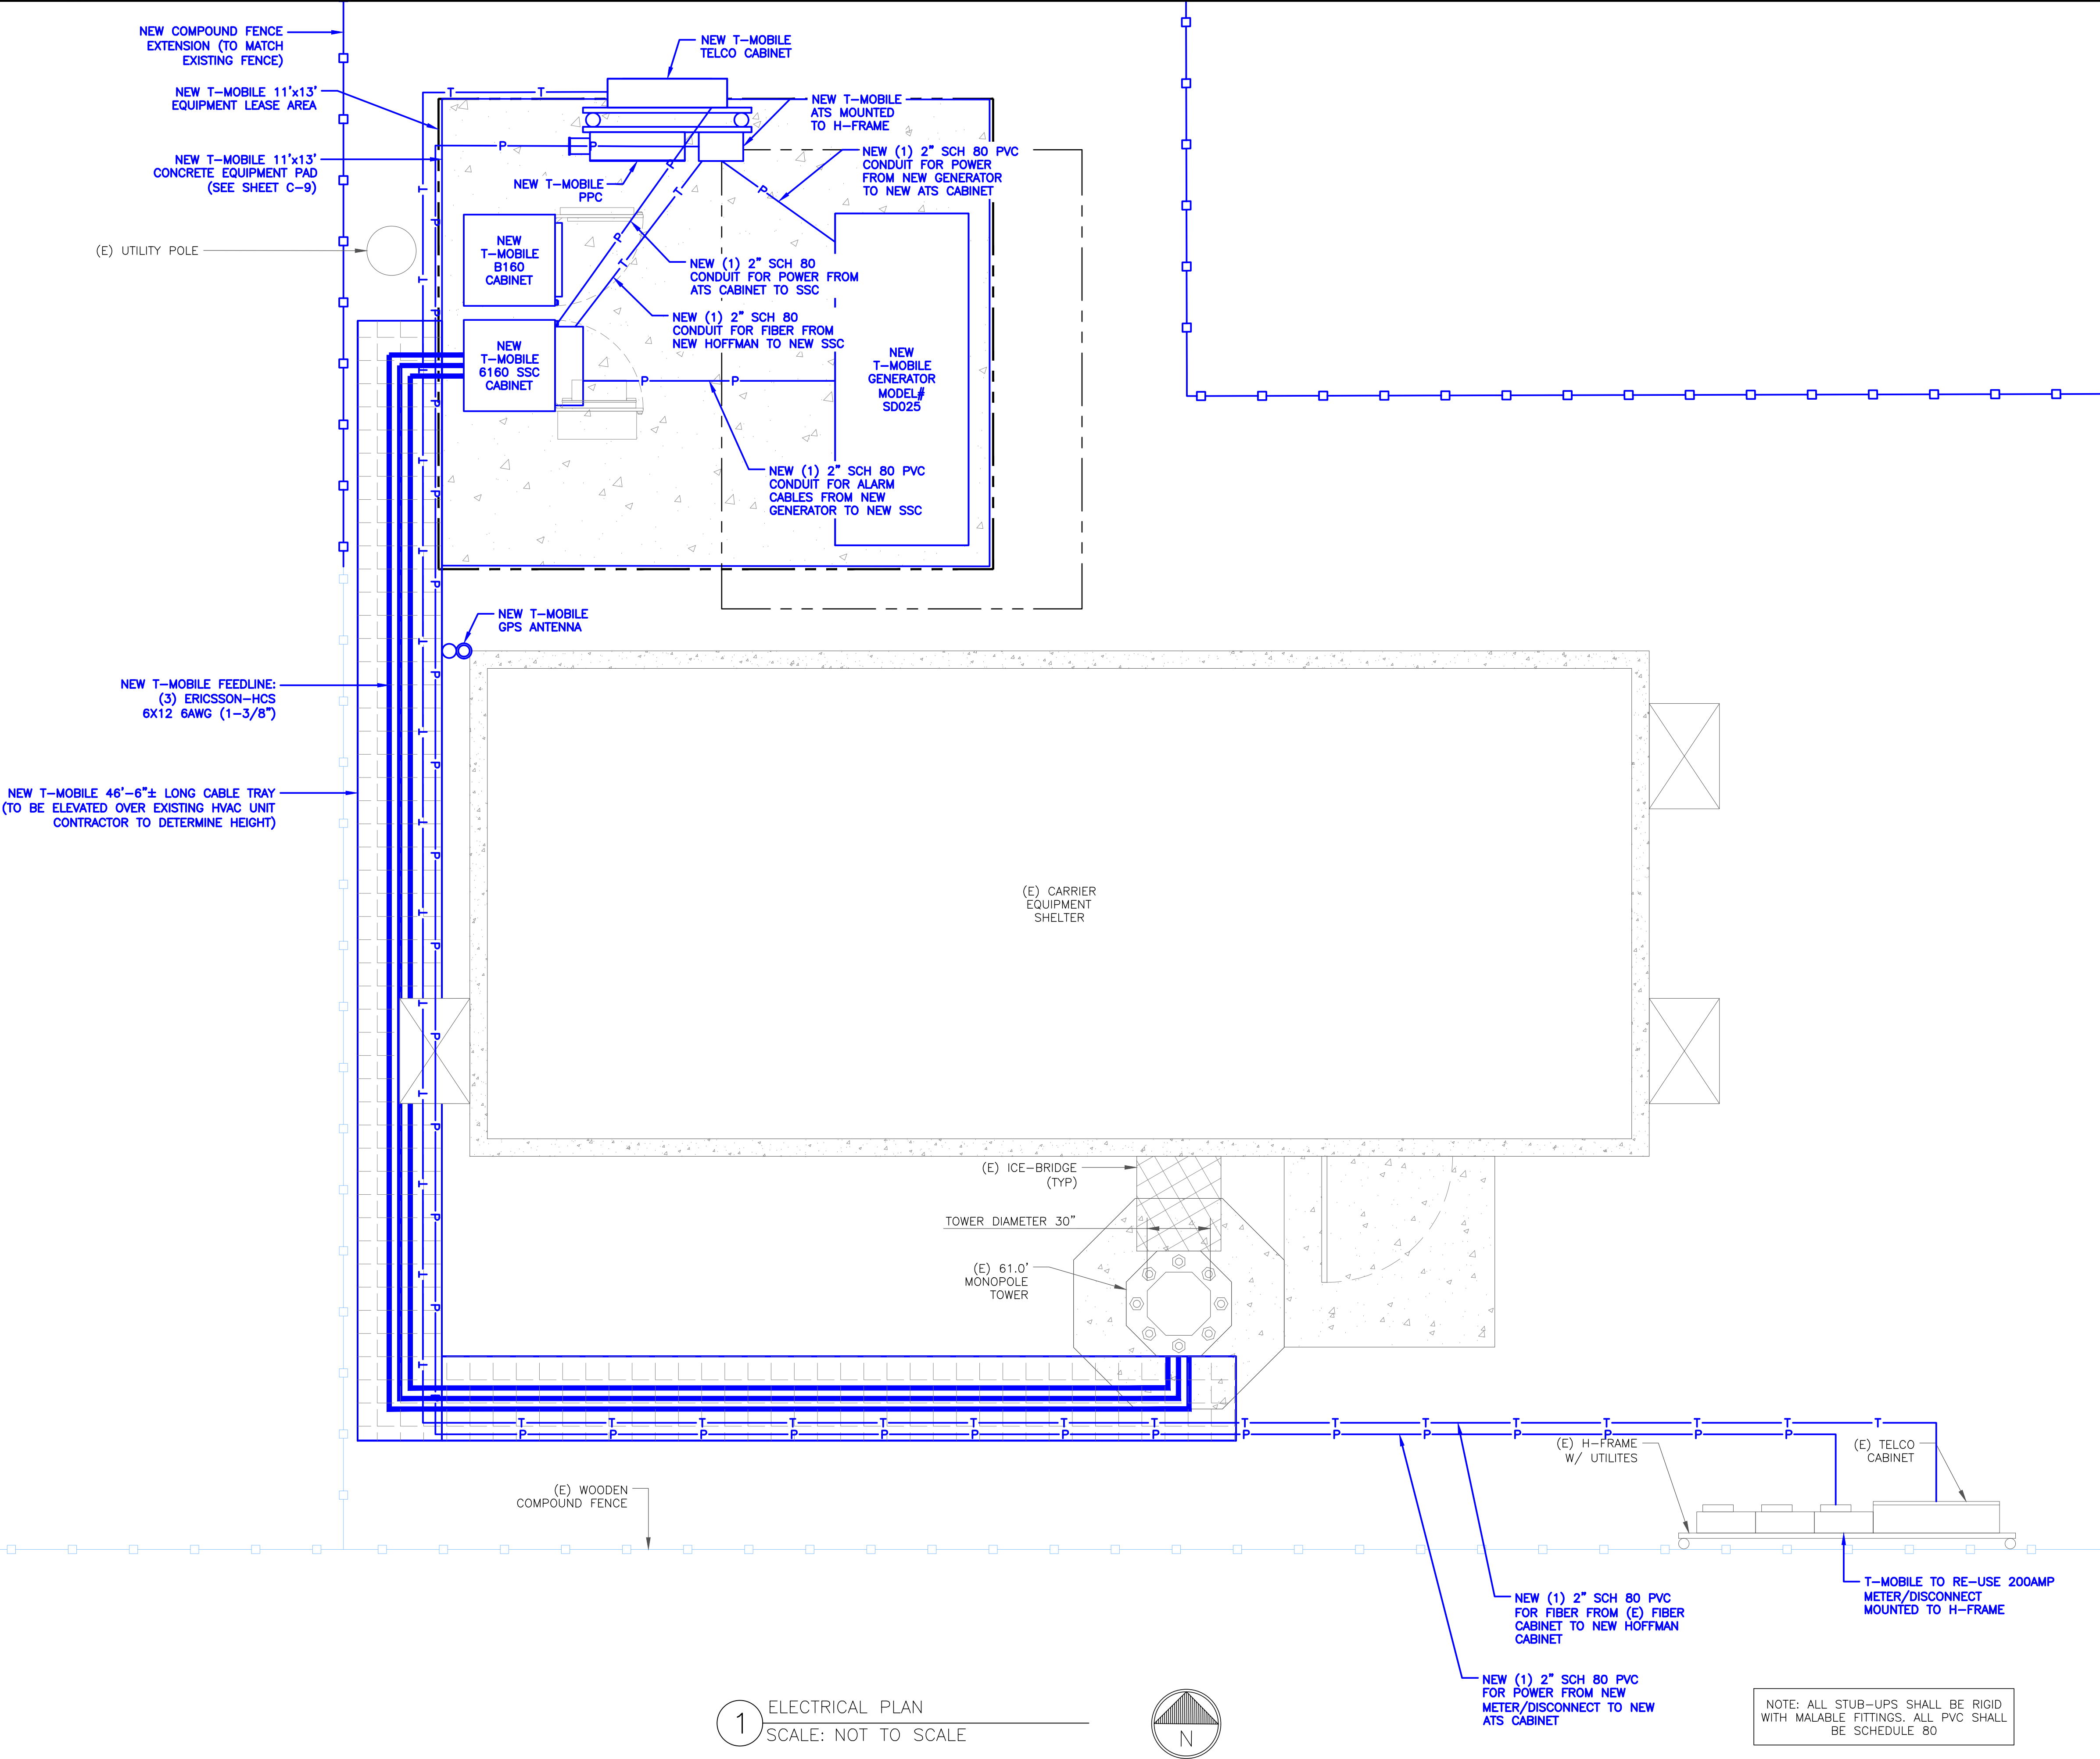 NEW COMPOUND FENCE
EXTENSION (TO MATCH
EXISTING FENCE)
NEW T-MOBILE 11'x13'
EQUIPMENT LEASE AREA
NEW T-MOBILE 11'x13'
CONCRETE EQUIPMENT PAD
(SEE SHEET C-9)
(E) UTILITY POLE
NEW T-MOBILE
TELCO CABINET
NEW T-MOBILE
ATS MOUNTED
TO H-FRAME
NEW (1) 2" SCH 80 PVC
CONDUIT FOR POWER
FROM NEW GENERATOR
TO NEW ATS CABINET
NEW T-MOBILE
PPC
NEW
T-MOBILE
B160
CABINET
NEW (1) 2" SCH 80
CONDUIT FOR POWER FROM
ATS CABINET TO SSC
NEW (1) 2" SCH 80
CONDUIT FOR FIBER FROM
NEW HOFFMAN TO NEW SSC
NEW
T-MOBILE
6160 SSC
CABINET
NEW
T-MOBILE
GENERATOR
MODEL#
SD025
NEW (1) 2" SCH 80 PVC
CONDUIT FOR ALARM
CABLES FROM NEW
GENERATOR TO NEW SSC
NEW T-MOBILE
GPS ANTENNA
NEW T-MOBILE FEEDLINE:
(3) ERICSSON-HCS
6X12 6AWG (1-3/8")
NEW T-MOBILE 46'-6"± LONG CABLE TRAY
(TO BE ELEVATED OVER EXISTING HVAC UNIT
CONTRACTOR TO DETERMINE HEIGHT)
(E) CARRIER
EQUIPMENT
SHELTER
(E) ICE-BRIDGE
(TYP)
TOWER DIAMETER 30"
(E) 61.0'
MONOPOLE
TOWER
T T T T T T T T T T T T T T T T
P P P P P P P P P P P P P P P
(E) H-FRAME
W/ UTILITES
(E) TELCO
CABINET
(E) WOODEN
COMPOUND FENCE
T-MOBILE TO RE-USE 200AMP
METER/DISCONNECT
MOUNTED TO H-FRAME
NEW (1) 2" SCH 80 PVC
FOR FIBER FROM (E) FIBER
CABINET TO NEW HOFFMAN
CABINET
NEW (1) 2" SCH 80 PVC
FOR POWER FROM NEW
METER/DISCONNECT TO NEW
ATS CABINET
1
ELECTRICAL PLAN
SCALE: NOT TO SCALE
N
NOTE: ALL STUB-UPS SHALL BE RIGID
WITH MALABLE FITTINGS. ALL PVC SHALL
BE SCHEDULE 80